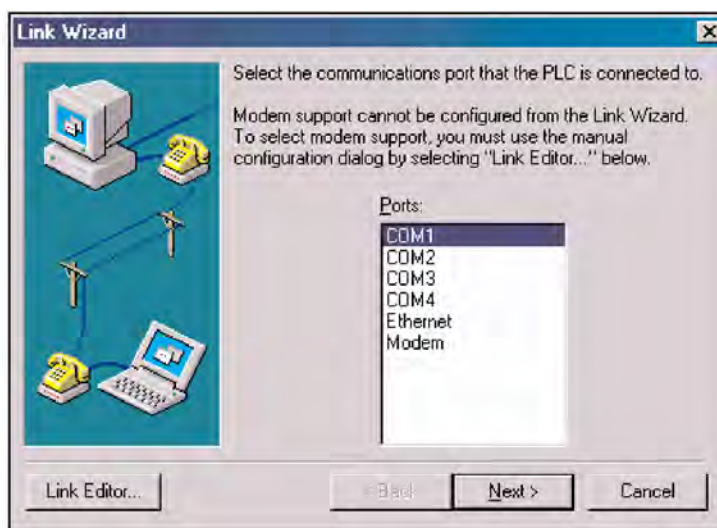 Link Wizard
Select the communications port that the PLC is connected to.
Modem support cannot be configured from the Link Wizard.
To select modem support, you must use the manual
configuration dialog by selecting "Link Editor..." below.
Ports:
COM1
COM2
COM3
COM4
Ethernet
Modem
Link Editor...
< Back
Next >
Cancel